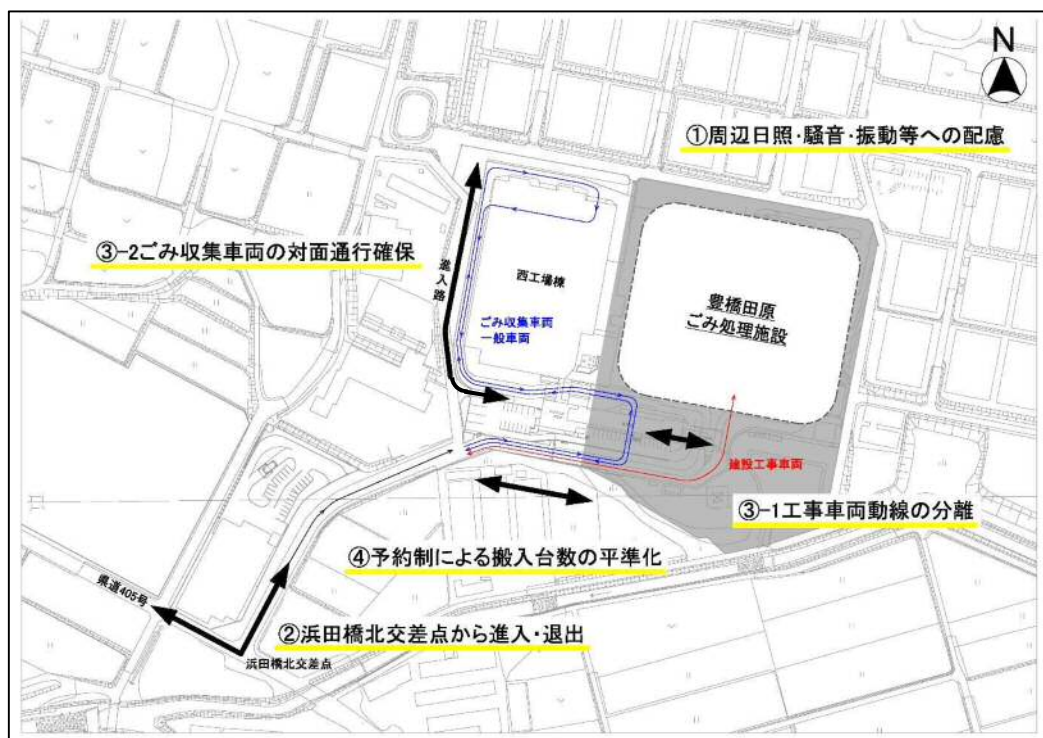 N
①周辺日照・騒音・振動等への配慮
③-2ごみ収集車両の対面通行確保
進入路
西工場棟
豊橋田原
ごみ処理施設
ごみ収集車両
一般車両
建設工事車両
③-1工事車両動線の分離
④予約制による搬入台数の平準化
県道405号
②浜田橋北交差点から進入・退出
浜田橋北交差点